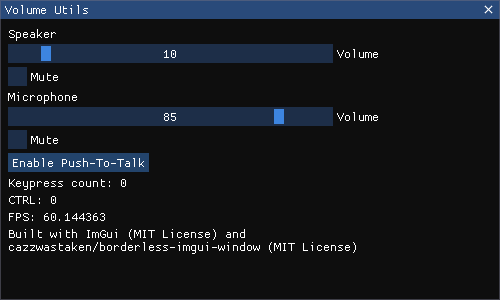 Volume Utils
Speaker
10 Volume
Mute
Microphone
85 Volume
Mute
Enable Push-To-Talk
Keypress count: 0
CTRL: 0
FPS: 60.144363
Built with ImGui (MIT License) and
cazzwastaken/borderless-imgui-window (MIT License)